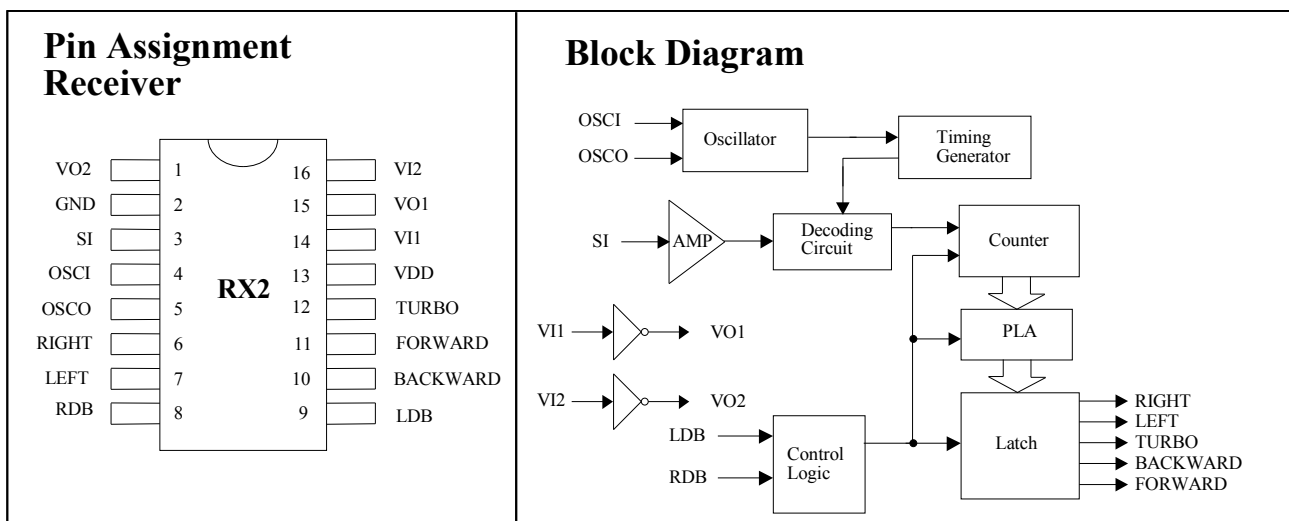 Pin Assignment
Receiver
VO2 1 16 VI2
GND 2 15 VO1
SI 3 14 VI1
OSCI 4 13 VDD
RX2
OSCO 5 12 TURBO
RIGHT 6 11 FORWARD
LEFT 7 10 BACKWARD
RDB 8 9 LDB
Block Diagram
OSCI
OSCO
Oscillator
Timing
Generator
SI
AMP
Decoding
Circuit
Counter
VI1
VO1
PLA
VI2
VO2
LDB
RDB
Control
Logic
Latch
RIGHT
LEFT
TURBO
BACKWARD
FORWARD